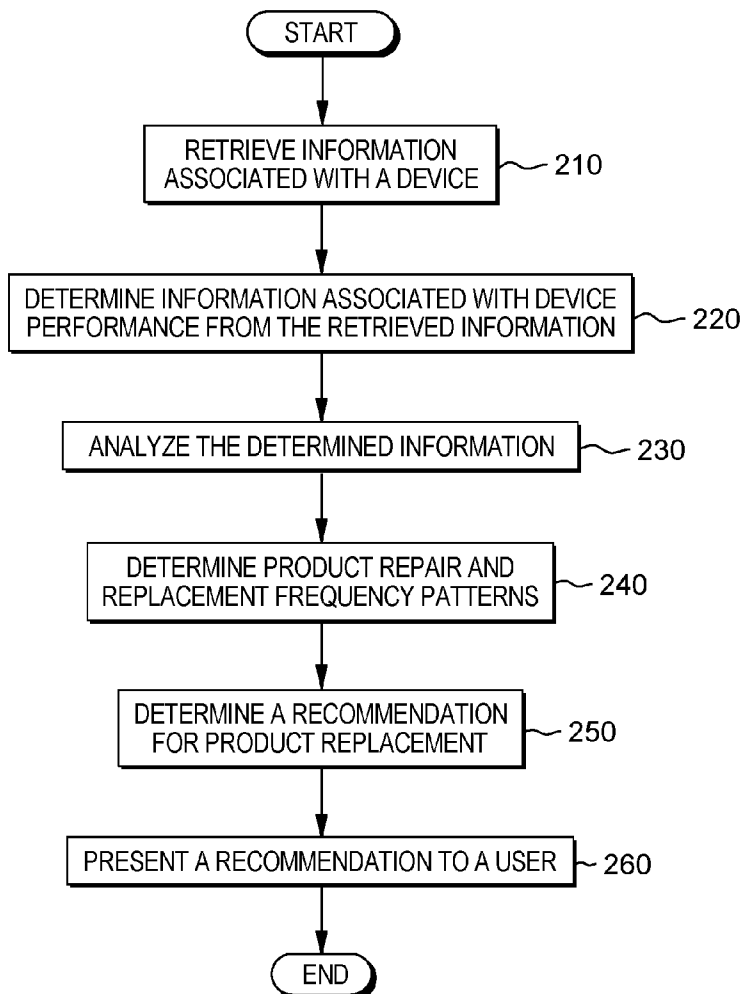 START
RETRIEVE INFORMATION
ASSOCIATED WITH A DEVICE
210
DETERMINE INFORMATION ASSOCIATED WITH DEVICE
PERFORMANCE FROM THE RETRIEVED INFORMATION
220
ANALYZE THE DETERMINED INFORMATION
230
DETERMINE PRODUCT REPAIR AND
REPLACEMENT FREQUENCY PATTERNS
240
DETERMINE A RECOMMENDATION
FOR PRODUCT REPLACEMENT
250
PRESENT A RECOMMENDATION TO A USER
260
END